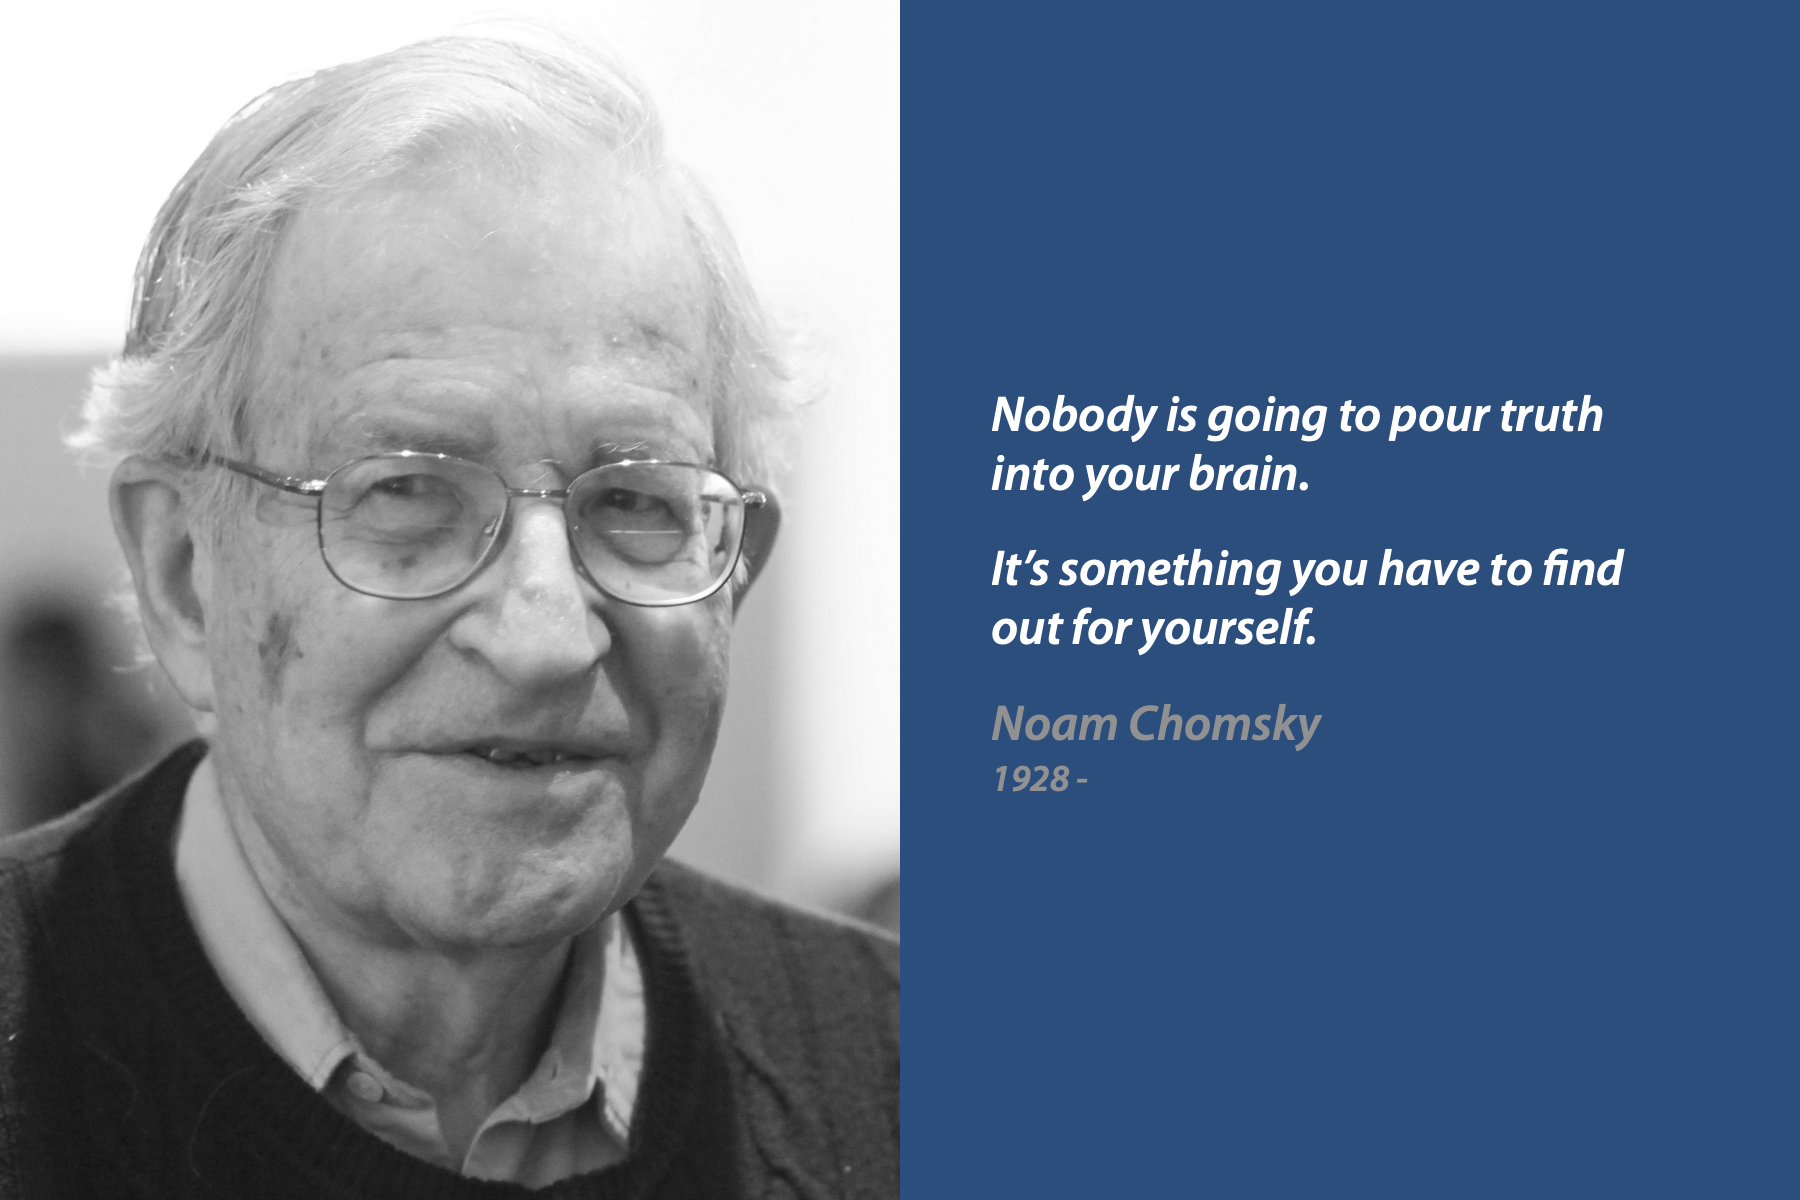 Nobody is going to pour truth
into your brain.
It’s something you have to find
out for yourself.
Noam Chomsky
1928 -